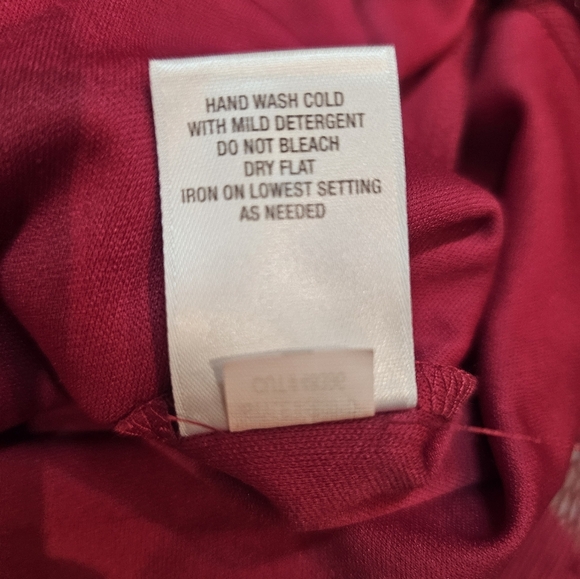 HAND WASH COLD
WITH MILD DETERGENT
DO NOT BLEACH
DRY FLAT
IRON ON LOWEST SETTING
AS NEEDED